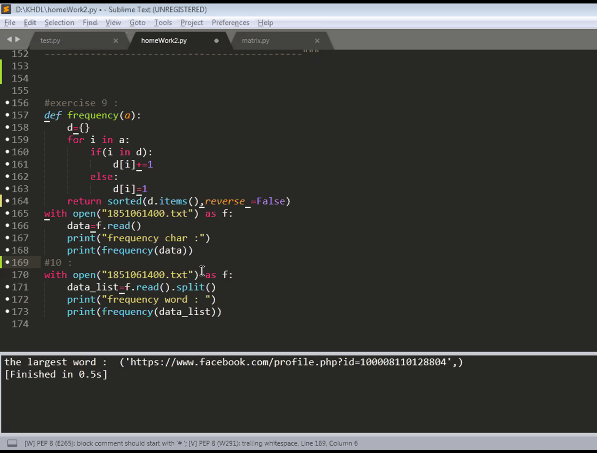 D:\KHDL\homeWork2.py • - Sublime Text (UNREGISTERED)
File Edit Selection Find View Goto Tools Project Preferences Help
test.py × homeWork2.py matrix.py ×
152 -------------------------------------------"""
153
154
155
156 #exercise 9 :
157 def frequency(a):
158     d={}
159     for i in a:
160         if(i in d):
161             d[i]+=1
162         else:
163             d[i]=1
164     return sorted(d.items(),reverse =False)
165 with open("1851061400.txt") as f:
166     data=f.read()
167     print("frequency char :")
168     print(frequency(data))
169 #10 :
170 with open("1851061400.txt") as f:
171     data_list=f.read().split()
172     print("frequency word : ")
173     print(frequency(data_list))
174
the largest word :  ('https://www.facebook.com/profile.php?id=100008110128804',)
[Finished in 0.5s]
[W] PEP 8 (E265): block comment should start with '# '; [V] PEP 8 (W291): trailing whitespace, Line 169, Column 6